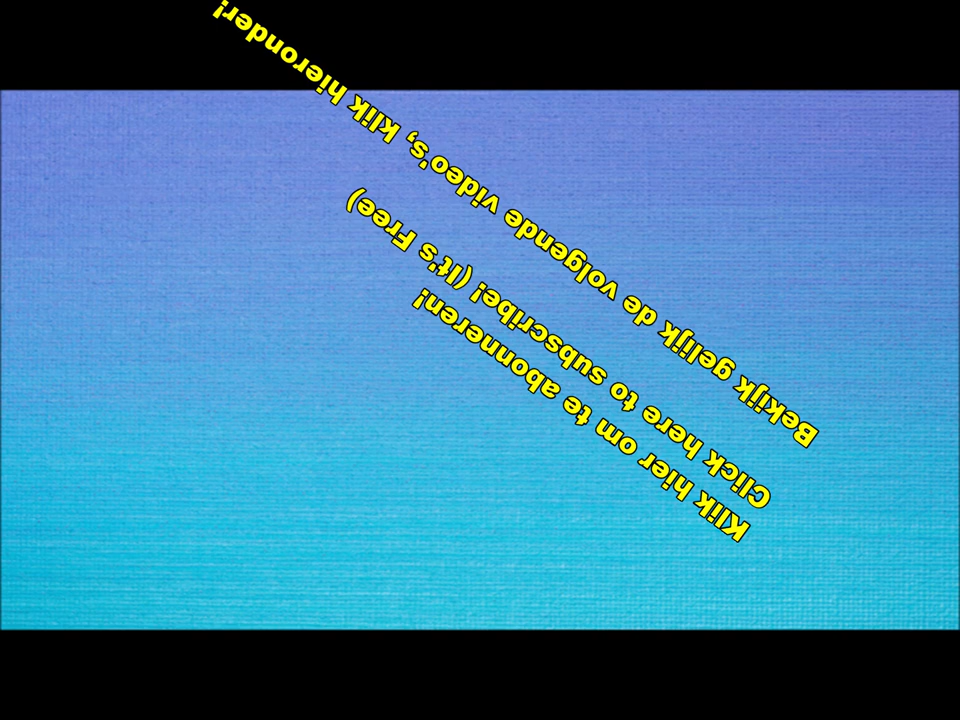 Klik hier om te abonneren!
Click here to subscribe! (It's Free)
Bekijk gelijk de volgende video's, klik hieronder!